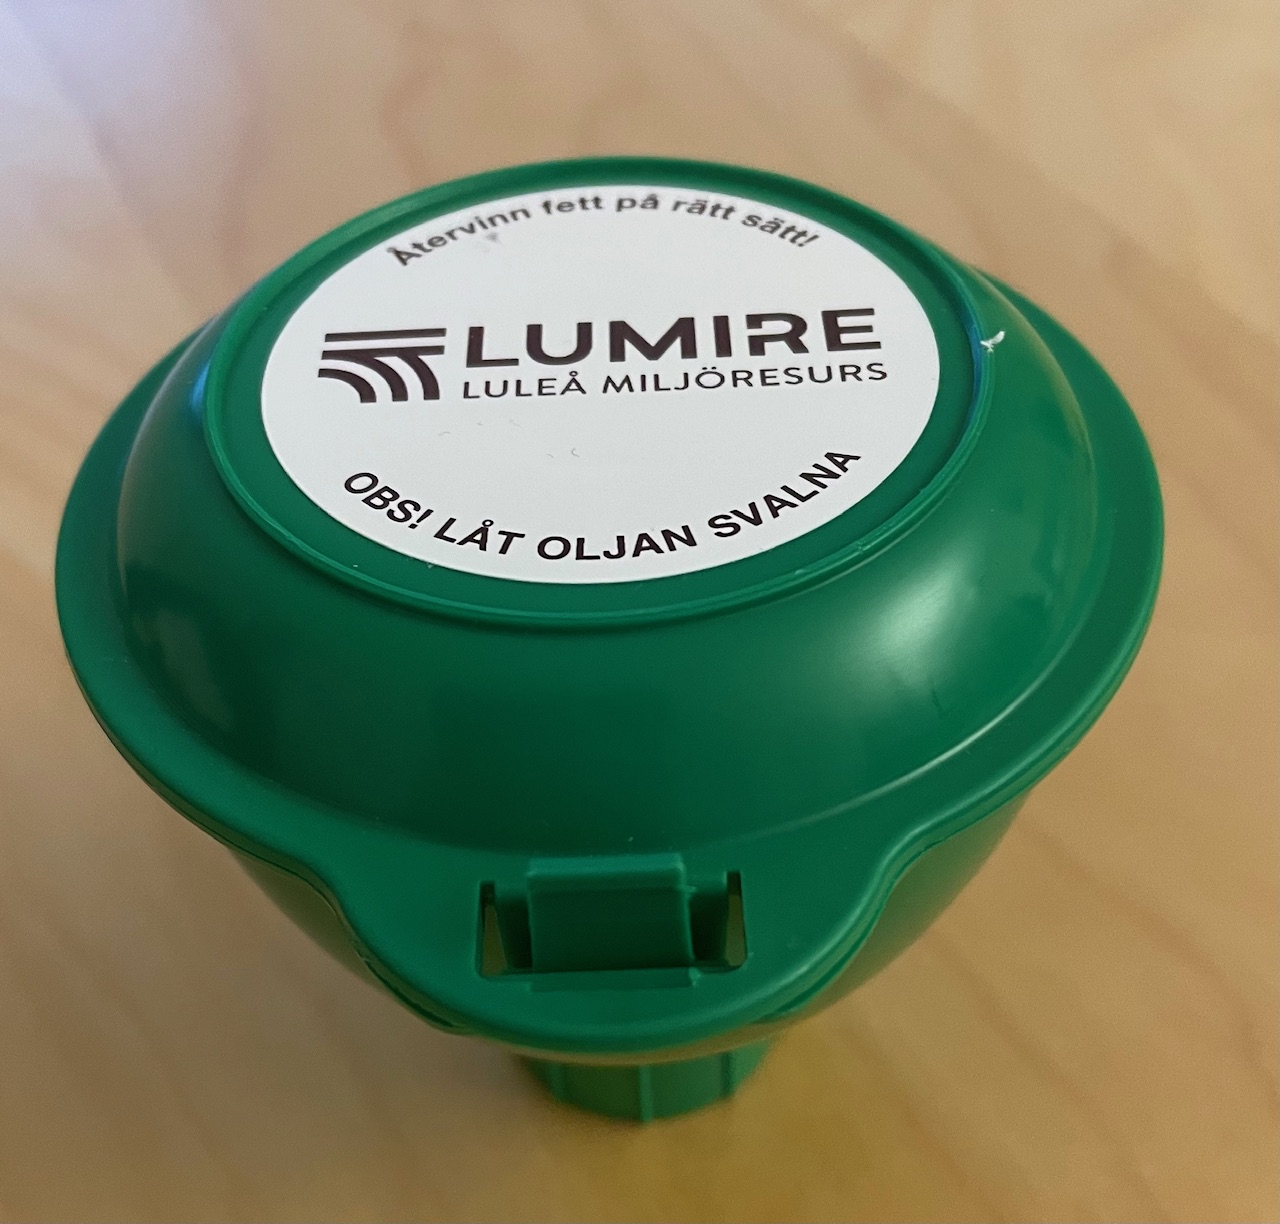 Återvinn fett på rätt sätt!
LUMIRE
LULEÅ MILJÖRESURS
OBS! LÅT OLJAN SVALNA